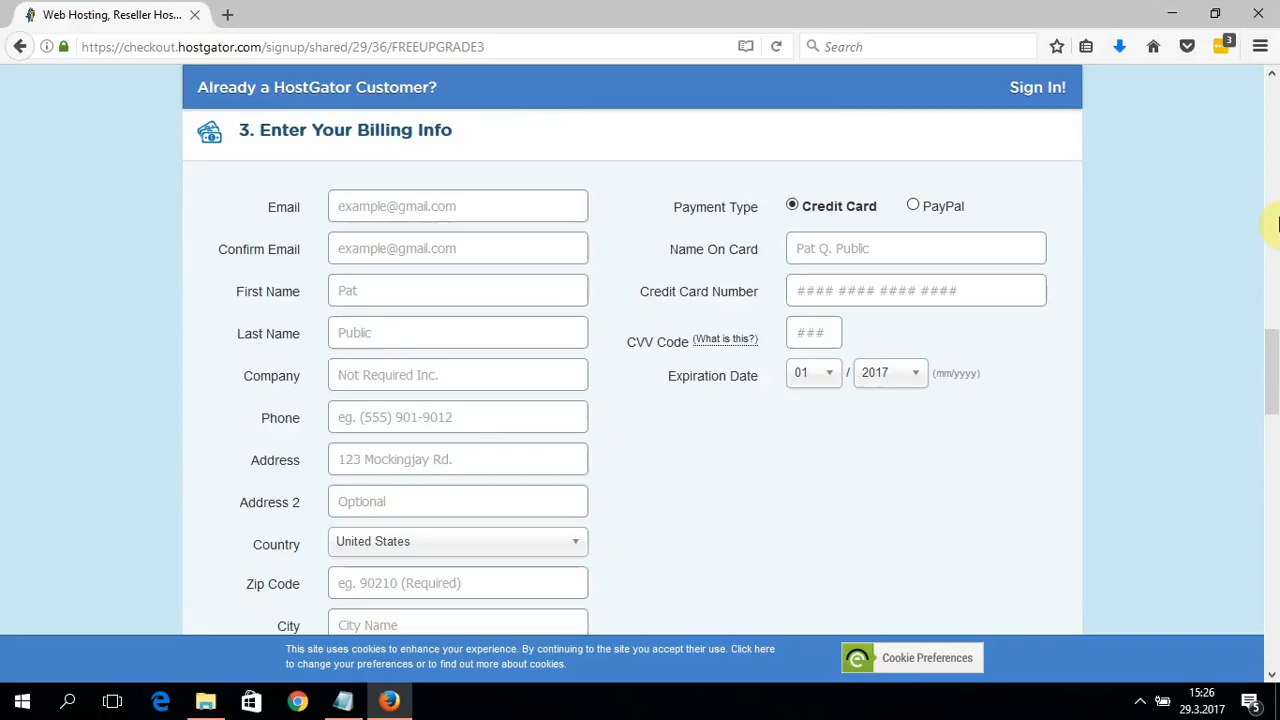 Web Hosting, Reseller Hos...
https://checkout.hostgator.com/signup/shared/29/36/FREEUPGRADE3
Search
3
Already a HostGator Customer?
Sign In!
3. Enter Your Billing Info
Email
example@gmail.com
Confirm Email
example@gmail.com
First Name
Pat
Last Name
Public
Company
Not Required Inc.
Phone
eg. (555) 901-9012
Address
123 Mockingjay Rd.
Address 2
Optional
Country
United States
Zip Code
eg. 90210 (Required)
City
City Name
Payment Type
Credit Card
PayPal
Name On Card
Pat Q. Public
Credit Card Number
#### #### #### ####
CVV Code (What is this?)
###
Expiration Date
01 / 2017 (mm/yyyy)
This site uses cookies to enhance your experience. By continuing to the site you accept their use. Click here
to change your preferences or to find out more about cookies.
Cookie Preferences
15:26
29.3.2017
5